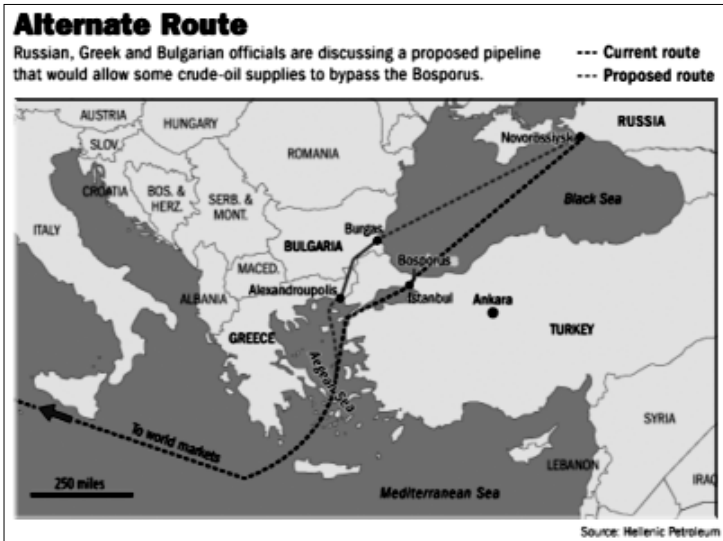 Alternate Route
Russian, Greek and Bulgarian officials are discussing a proposed pipeline
that would allow some crude-oil supplies to bypass the Bosporus.
Current route
Proposed route
AUSTRIA
HUNGARY
SLOV.
ROMANIA
Novorossiysk
RUSSIA
CROATIA
BOS. &
HERZ.
SERB. &
MONT.
Black Sea
ITALY
BULGARIA
Burgas
MACED.
Bosporus
ALBANIA
Alexandroupolis
Istanbul
Ankara
GREECE
TURKEY
Aegean Sea
SYRIA
To world markets
LEBANON
250 miles
Mediterranean Sea
IRAQ
Source: Hellenic Petroleum